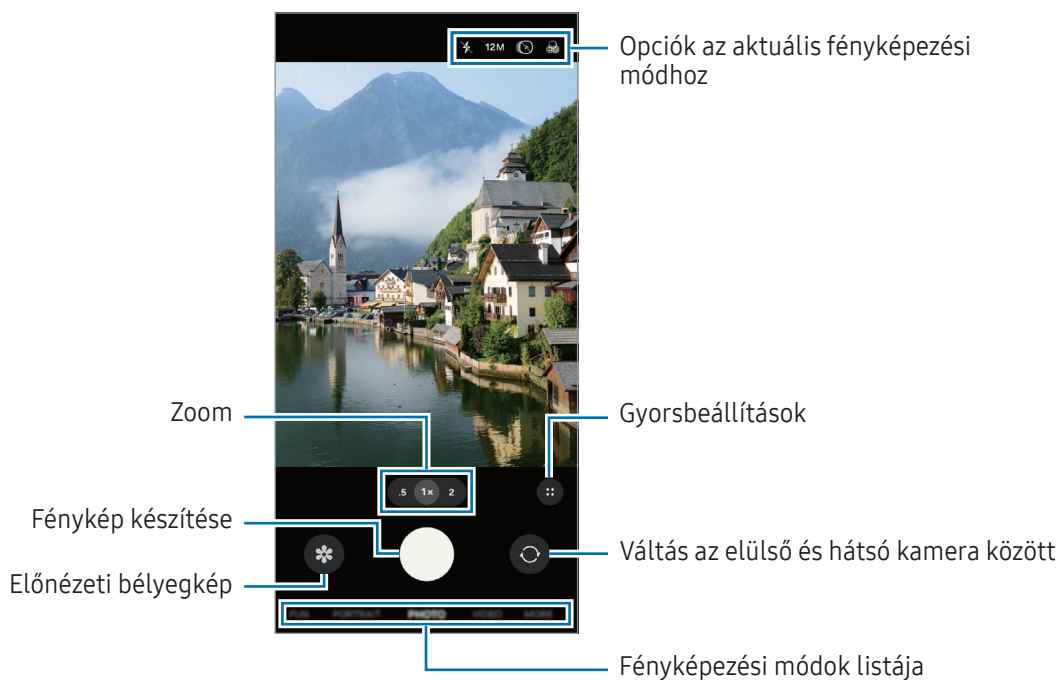 12M
Opciók az aktuális fényképezési
módhoz
Zoom
Gyorsbeállítások
.5 1× 2
Fénykép készítése
Váltás az elülső és hátsó kamera között
Előnézeti bélyegkép
FUN PORTRAIT PHOTO VIDEO MORE
Fényképezési módok listája